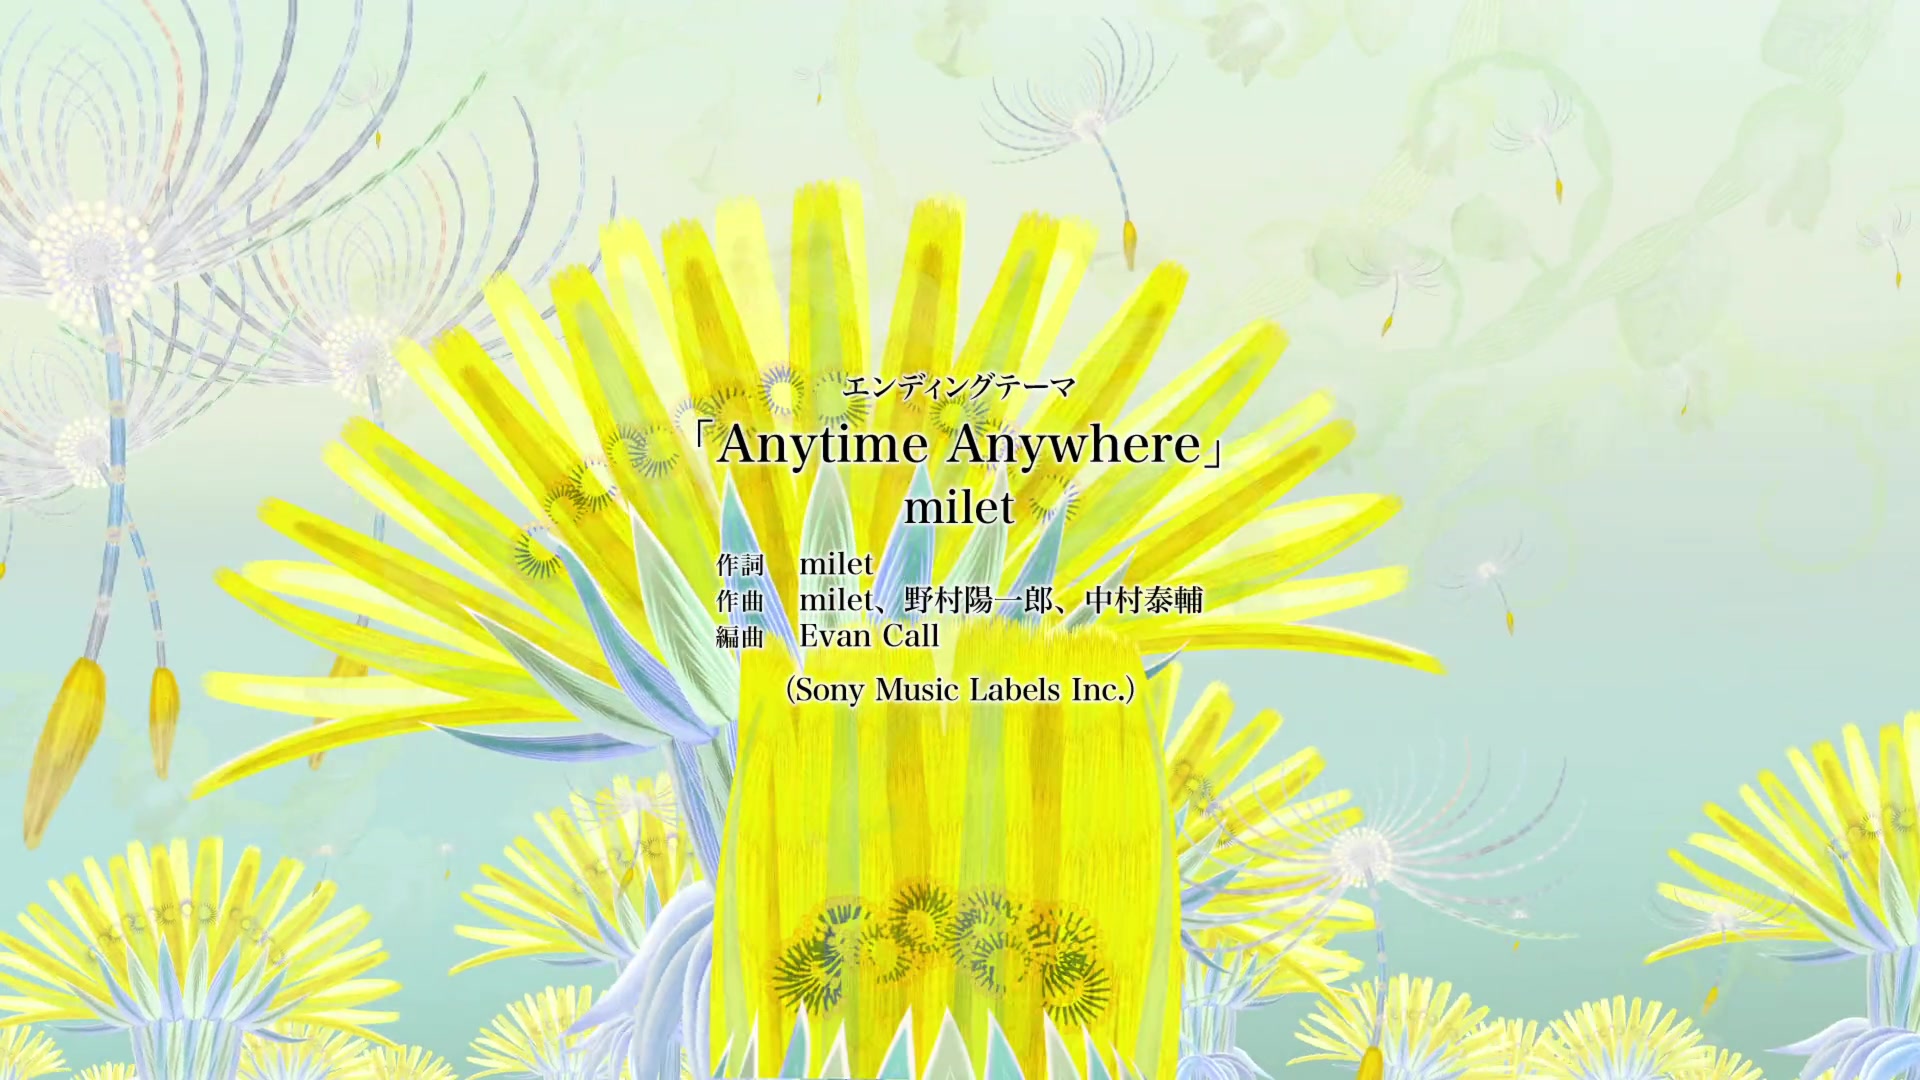 エンディングテーマ
「Anytime Anywhere」
milet
作詞 milet
作曲 milet、野村陽一郎、中村泰輔
編曲 Evan Call
(Sony Music Labels Inc.)